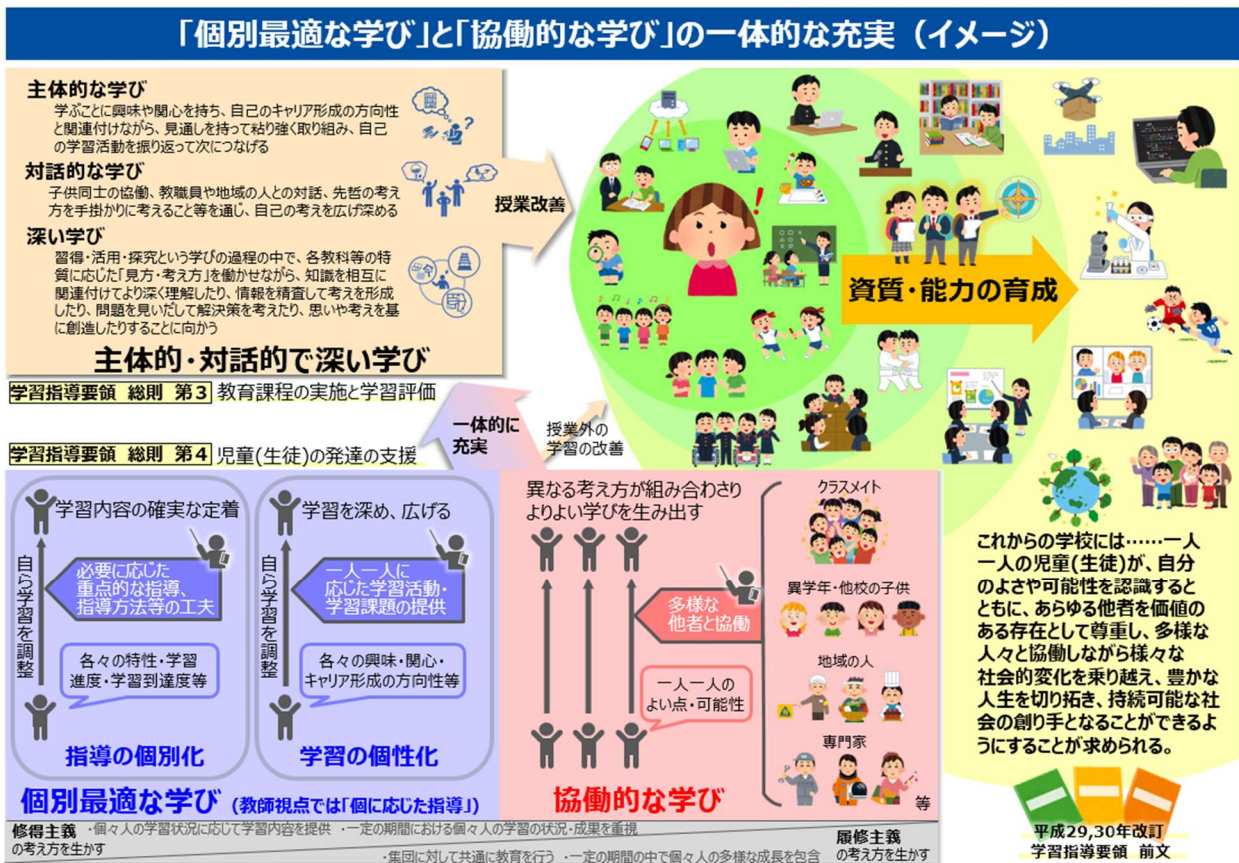 「個別最適な学び」と「協働的な学び」の一体的な充実（イメージ）
主体的な学び
学ぶことに興味や関心を持ち、自己のキャリア形成の方向性
と関連付けながら、見通しを持って粘り強く取り組み、自己
の学習活動を振り返って次につなげる
対話的な学び
子供同士の協働、教職員や地域の人との対話、先哲の考え
方を手掛かりに考えること等を通じ、自己の考えを広げ深める
深い学び
習得・活用・探究という学びの過程の中で、各教科等の特
質に応じた「見方・考え方」を働かせながら、知識を相互に
関連付けてより深く理解したり、情報を精査して考えを形成
したり、問題を見いだして解決策を考えたり、思いや考えを基
に創造したりすることに向かう
主体的・対話的で深い学び
授業改善
資質・能力の育成
学習指導要領 総則 第3 教育課程の実施と学習評価
一体的に
充実
授業外の
学習の改善
学習指導要領 総則 第4 児童(生徒)の発達の支援
学習内容の確実な定着
自ら学習を調整
必要に応じた
重点的な指導、
指導方法等の工夫
各々の特性・学習
進度・学習到達度等
指導の個別化
学習を深め、広げる
自ら学習を調整
一人一人に
応じた学習活動・
学習課題の提供
各々の興味・関心・
キャリア形成の方向性等
学習の個性化
個別最適な学び (教師視点では「個に応じた指導」)
異なる考え方が組み合わさり
よりよい学びを生み出す
多様な
他者と協働
一人一人の
よい点・可能性
協働的な学び
クラスメイト
異学年・他校の子供
地域の人
専門家
等
これからの学校には……一人
一人の児童(生徒)が、自分
のよさや可能性を認識すると
ともに、あらゆる他者を価値の
ある存在として尊重し、多様な
人々と協働しながら様々な
社会的変化を乗り越え、豊かな
人生を切り拓き、持続可能な社
会の創り手となることができるよ
うにすることが求められる。
平成29,30年改訂
学習指導要領 前文
修得主義
の考え方を生かす
・個々人の学習状況に応じて学習内容を提供 ・一定の期間における個々人の学習の状況・成果を重視
・集団に対して共通に教育を行う ・一定の期間の中で個々人の多様な成長を包含
履修主義
の考え方を生かす